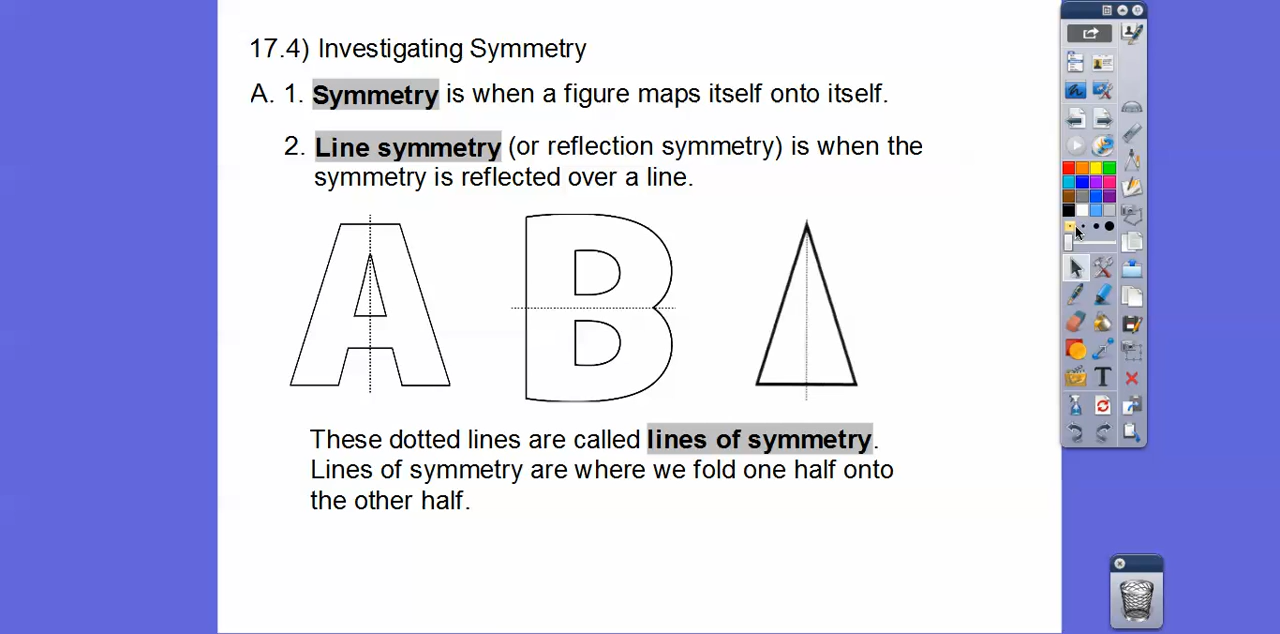 17.4) Investigating Symmetry
A. 1. Symmetry is when a figure maps itself onto itself.
2. Line symmetry (or reflection symmetry) is when the
symmetry is reflected over a line.
A B
These dotted lines are called lines of symmetry.
Lines of symmetry are where we fold one half onto
the other half.
T